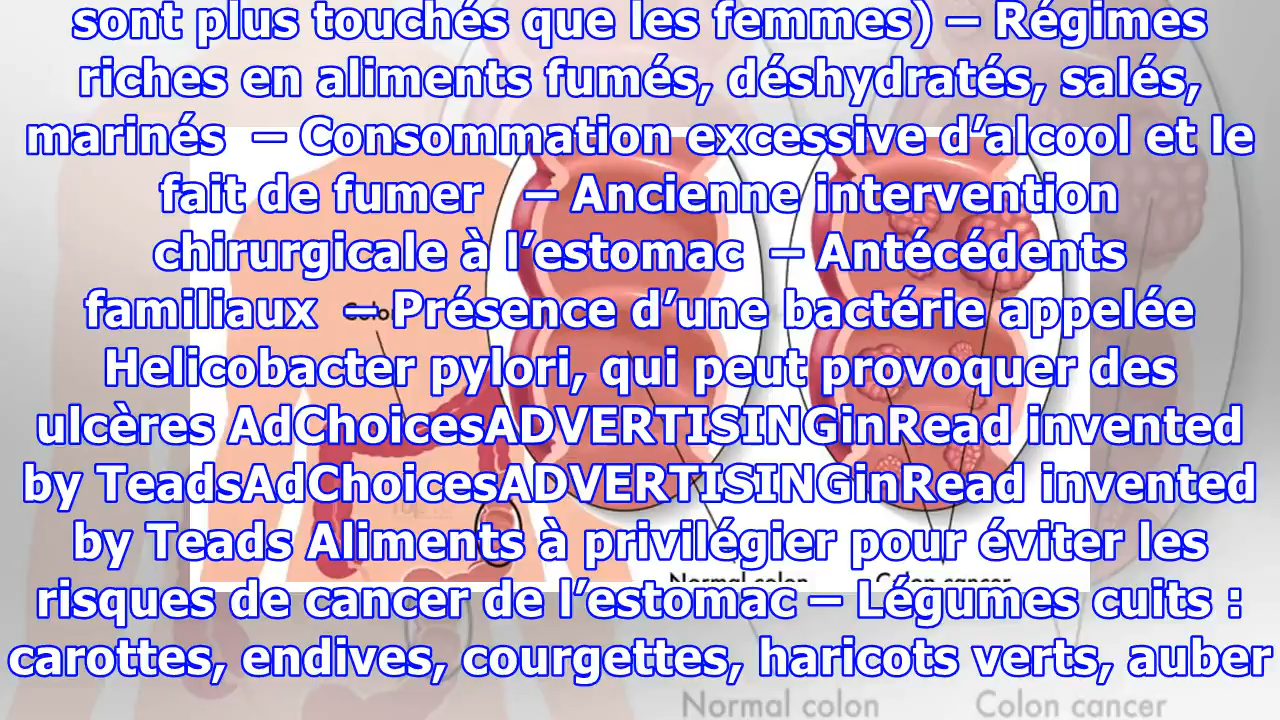 sont plus touchés que les femmes) – Régimes
riches en aliments fumés, déshydratés, salés,
marinés – Consommation excessive d’alcool et le
fait de fumer – Ancienne intervention
chirurgicale à l’estomac – Antécédents
familiaux – Présence d’une bactérie appelée
Helicobacter pylori, qui peut provoquer des
ulcères AdChoicesADVERTISINGinRead invented
by TeadsAdChoicesADVERTISINGinRead invented
by Teads Aliments à privilégier pour éviter les
risques de cancer de l’estomac – Légumes cuits :
carottes, endives, courgettes, haricots verts, auber
Colon
Normal colon
Colon cancer
Normal colon
Colon cancer